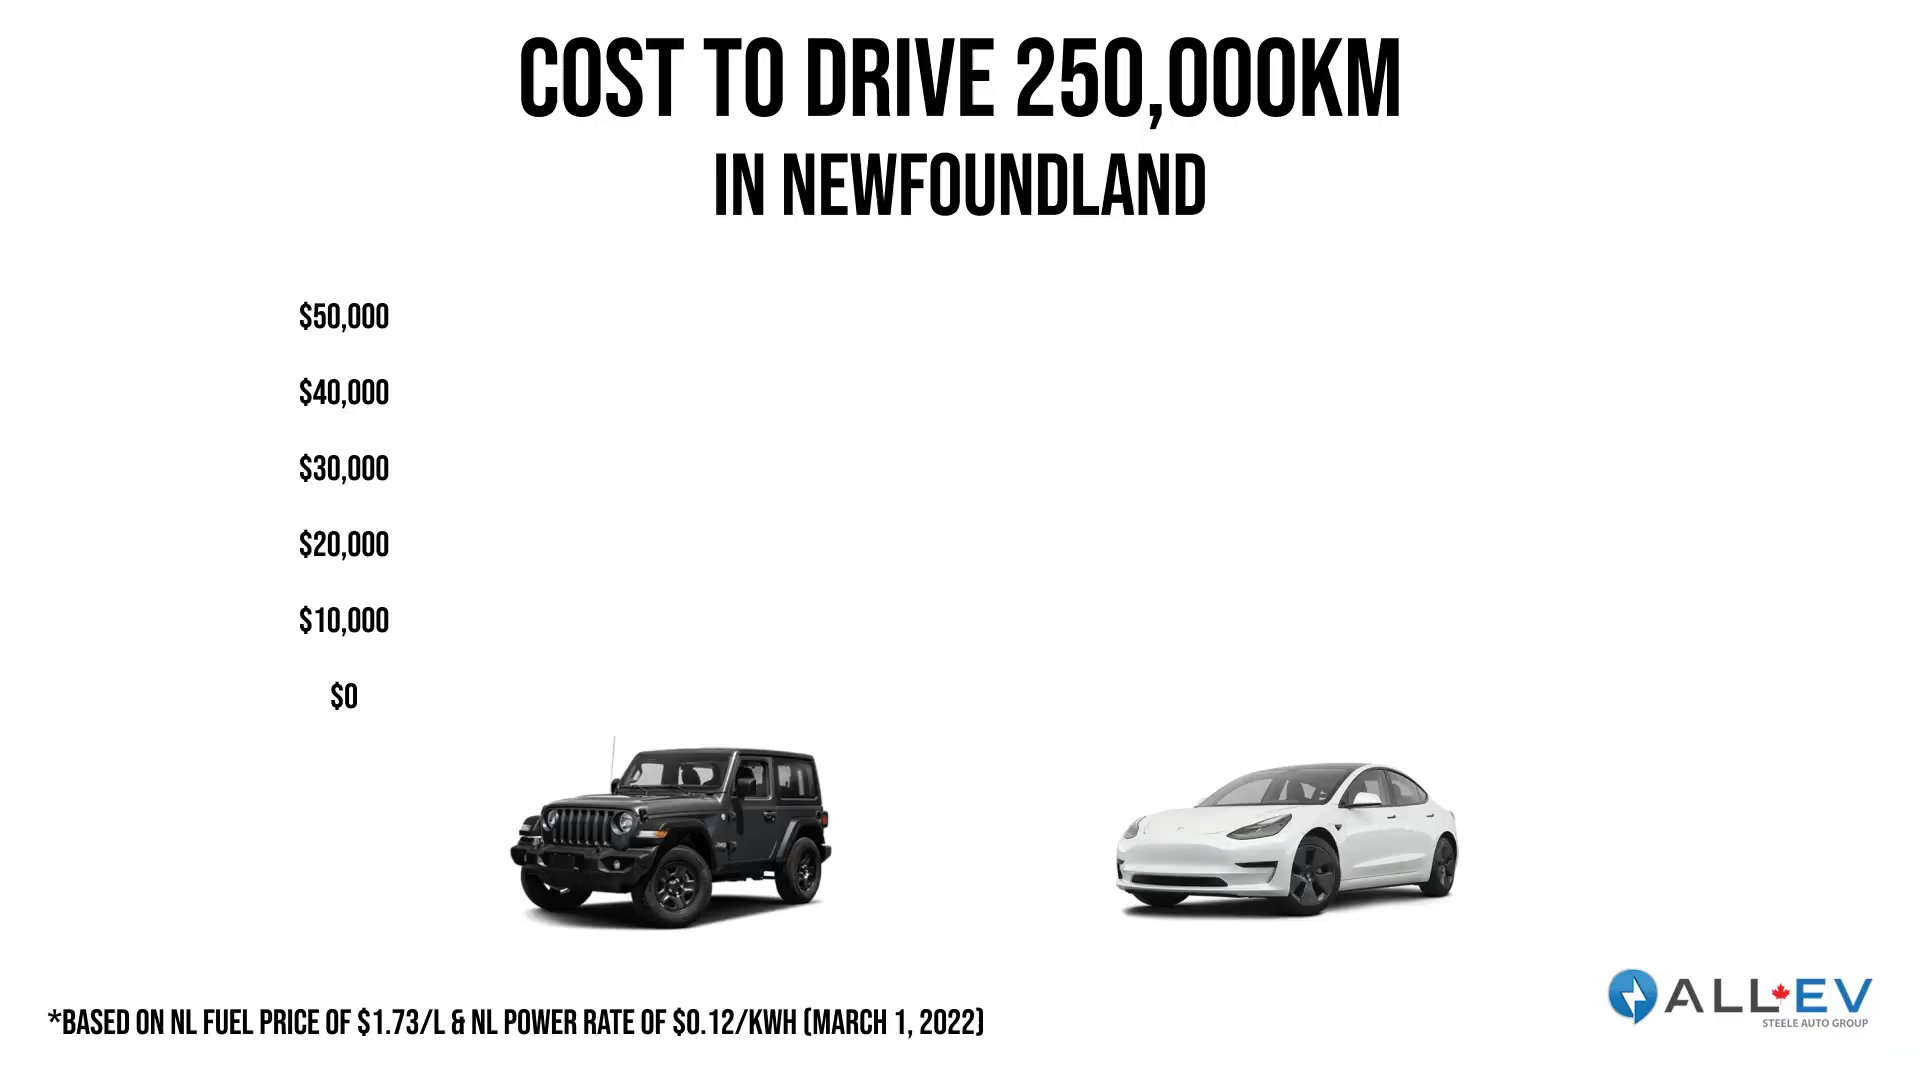 COST TO DRIVE 250,000KM
IN NEWFOUNDLAND
$50,000
$40,000
$30,000
$20,000
$10,000
$0
*BASED ON NL FUEL PRICE OF $1.73/L & NL POWER RATE OF $0.12/KWH (MARCH 1, 2022)
ALL EV
STEELE AUTO GROUP